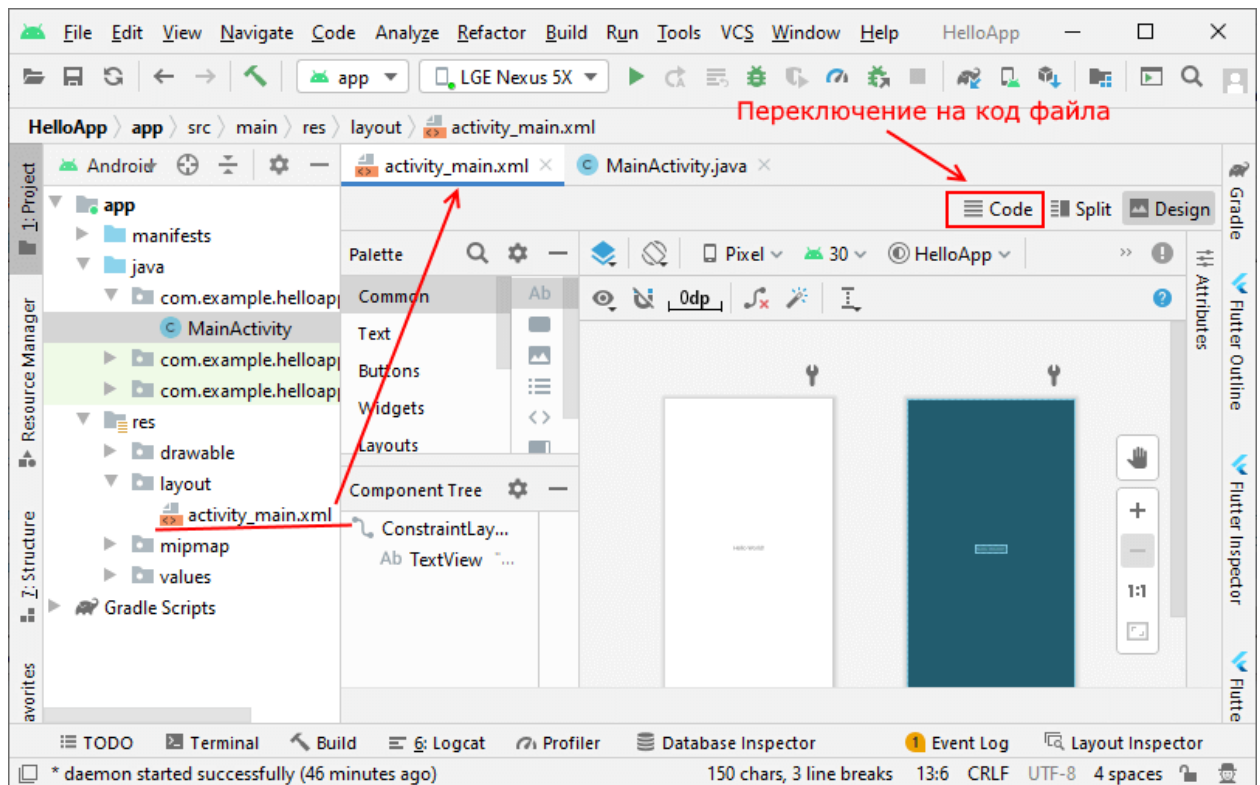 File Edit View Navigate Code Analyze Refactor Build Run Tools VCS Window Help HelloApp
app LGE Nexus 5X
Переключение на код файла
HelloApp app src main res layout activity_main.xml
Android activity_main.xml MainActivity.java
1: Project
Resource Manager
7: Structure
avorites
app
manifests
java
com.example.helloapp
MainActivity
com.example.helloapp
com.example.helloapp
res
drawable
layout
activity_main.xml
mipmap
values
Gradle Scripts
Code Split Design
Palette
Common
Text
Buttons
Widgets
Layouts
Ab
Component Tree
ConstraintLay...
Ab TextView "...
Pixel 30 HelloApp
0dp
Hello World!
1:1
Attributes
Gradle
Flutter Outline
Flutter Inspector
Flutte
TODO Terminal Build 6: Logcat Profiler Database Inspector 1 Event Log Layout Inspector
* daemon started successfully (46 minutes ago) 150 chars, 3 line breaks 13:6 CRLF UTF-8 4 spaces